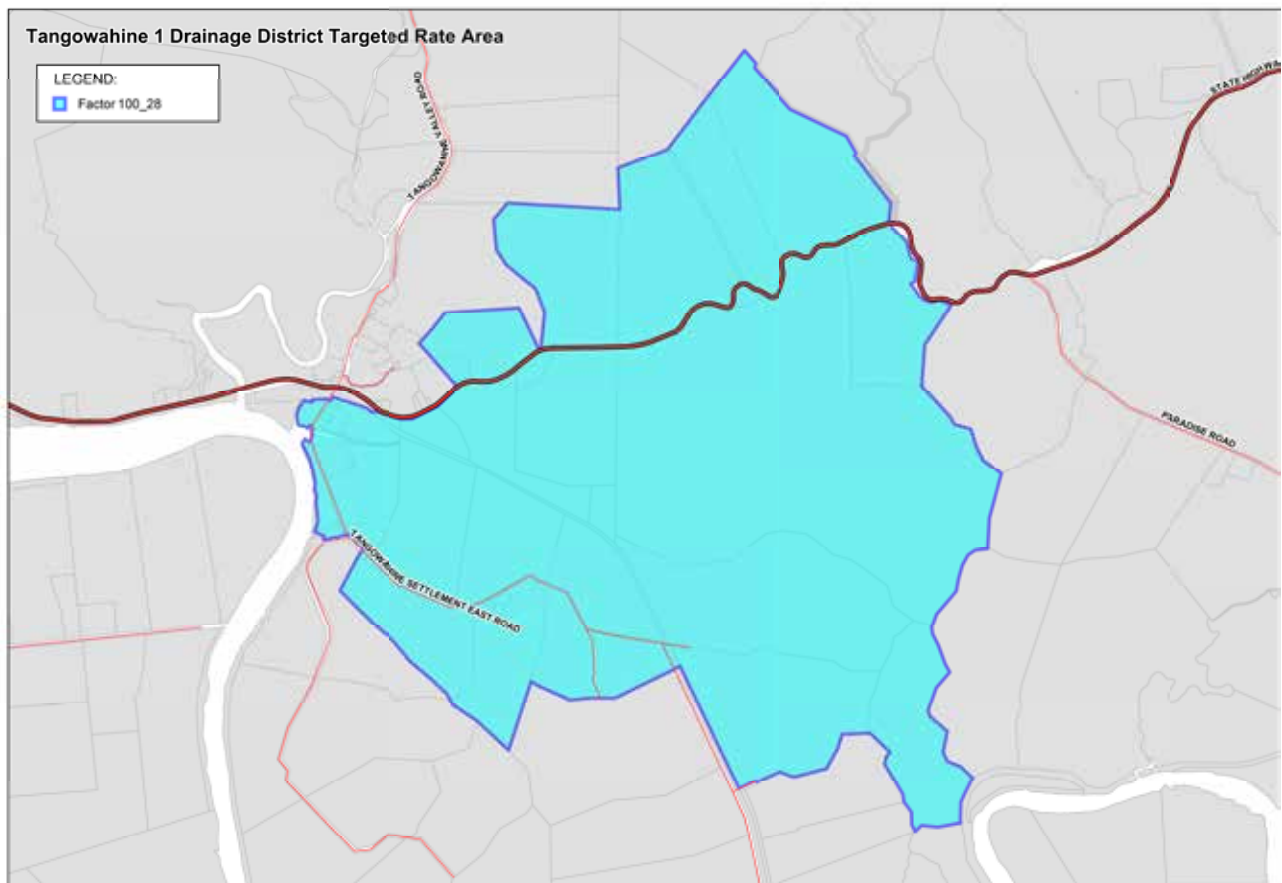 Tangowahine 1 Drainage District Targeted Rate Area
LEGEND:
Factor 100_28
TANGOWAHINE VALLEY ROAD
STATE HIGHWA
PARADISE ROAD
TANGOWAHINE SETTLEMENT EAST ROAD